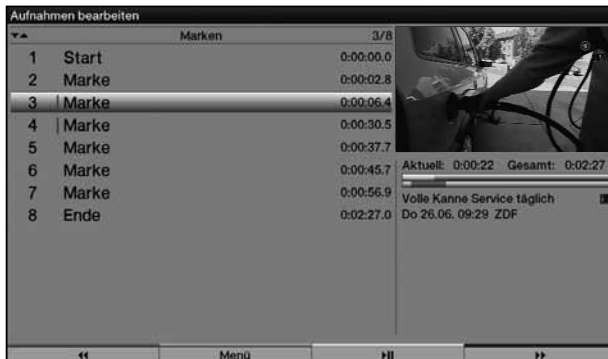 Aufnahmen bearbeiten
Marken 3/8
1 Start 0:00:00.0
2 Marke 0:00:02.8
3 Marke 0:00:06.4
4 Marke 0:00:30.5
5 Marke 0:00:37.7
6 Marke 0:00:45.7
7 Marke 0:00:56.9
8 Ende 0:02:27.0
Aktuell: 0:00:22 Gesamt: 0:02:27
Volle Kanne Service täglich
Do 26.06. 09:29 ZDF
Menü